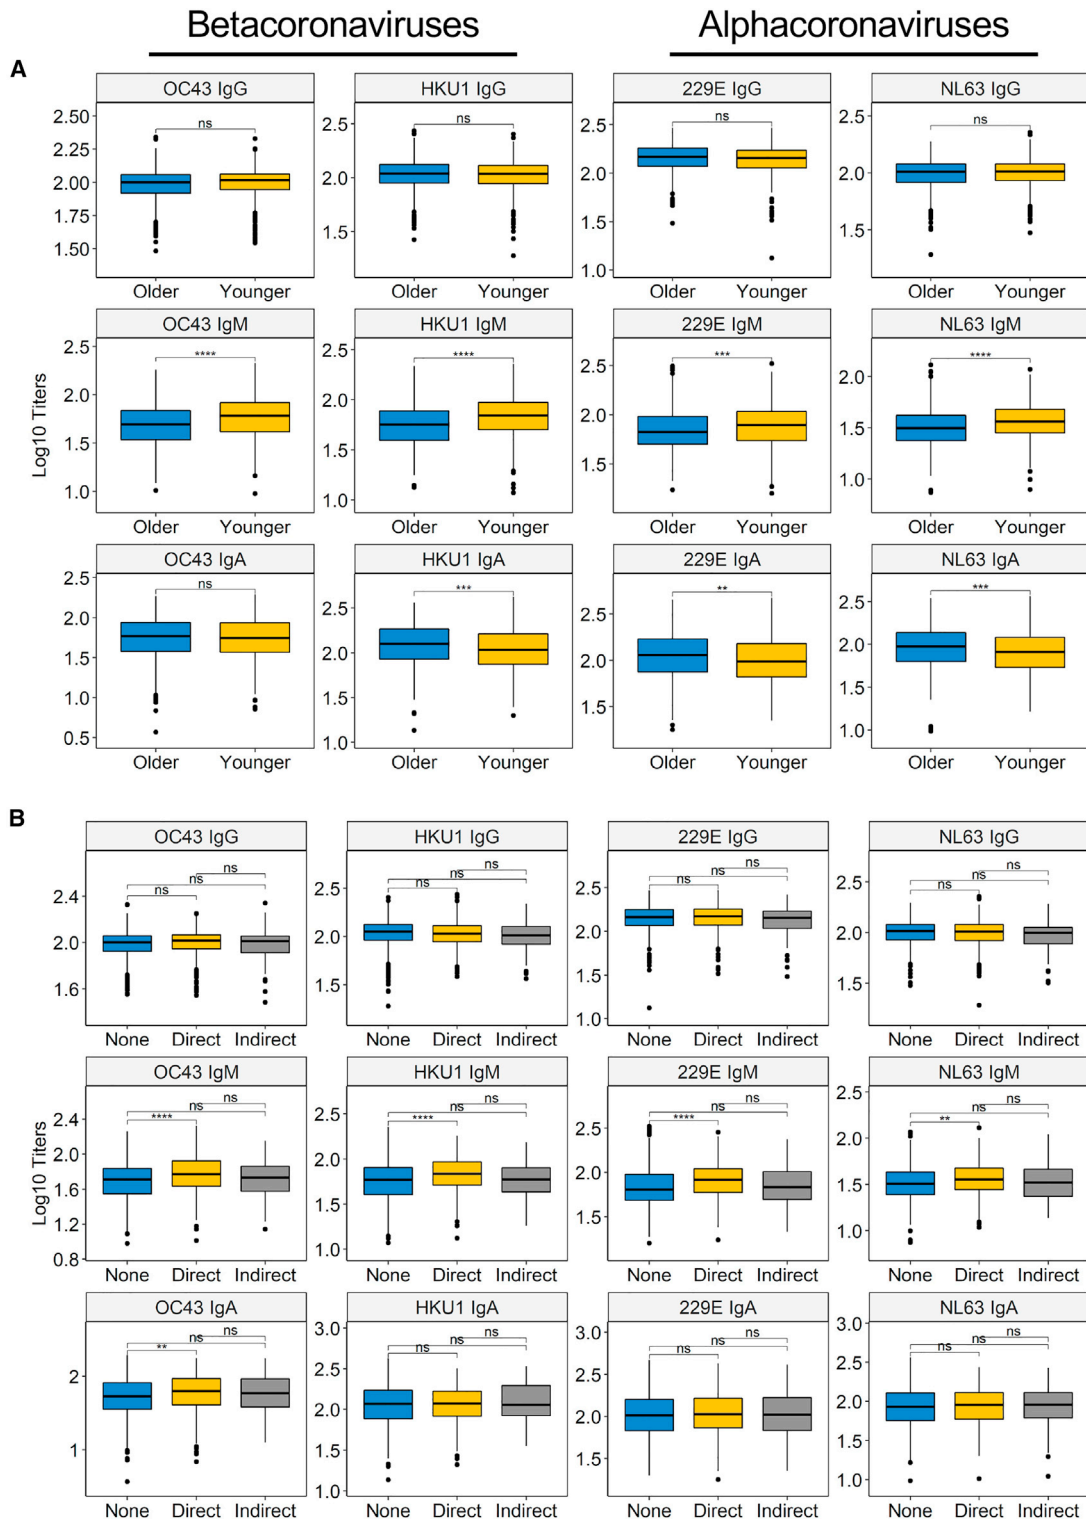 Betacoronaviruses Alphacoronaviruses
A
OC43 IgG HKU1 IgG 229E IgG NL63 IgG
ns ns ns ns
2.50 2.25 2.00 1.75 1.50
2.5 2.0 1.5
2.5 2.0 1.5 1.0
2.5 2.0 1.5
Older Younger Older Younger Older Younger Older Younger
OC43 IgM HKU1 IgM 229E IgM NL63 IgM
**** **** *** ****
Log10 Titers
2.5 2.0 1.5 1.0
2.5 2.0 1.5 1.0
2.5 2.0 1.5
2.0 1.5 1.0
Older Younger Older Younger Older Younger Older Younger
OC43 IgA HKU1 IgA 229E IgA NL63 IgA
ns *** ** ***
2.5 2.0 1.5 1.0 0.5
2.5 2.0 1.5 1.0
2.5 2.0 1.5
2.5 2.0 1.5 1.0
Older Younger Older Younger Older Younger Older Younger
B
OC43 IgG HKU1 IgG 229E IgG NL63 IgG
ns ns ns ns
ns ns ns ns
ns ns ns ns
2.4 2.0 1.6
2.5 2.0 1.5
2.5 2.0 1.5 1.0
2.5 2.0 1.5
None Direct Indirect None Direct Indirect None Direct Indirect None Direct Indirect
OC43 IgM HKU1 IgM 229E IgM NL63 IgM
ns ns ns ns
ns ns ns ns
**** **** **** **
Log10 Titers
2.4 2.0 1.6 1.2 0.8
2.5 2.0 1.5 1.0
2.5 2.0 1.5
2.5 2.0 1.5 1.0
None Direct Indirect None Direct Indirect None Direct Indirect None Direct Indirect
OC43 IgA HKU1 IgA 229E IgA NL63 IgA
ns ns ns ns
ns ns ns ns
** ns ns ns
2 1
3.0 2.5 2.0 1.5 1.0
3.0 2.5 2.0 1.5
3.0 2.5 2.0 1.5 1.0
None Direct Indirect None Direct Indirect None Direct Indirect None Direct Indirect